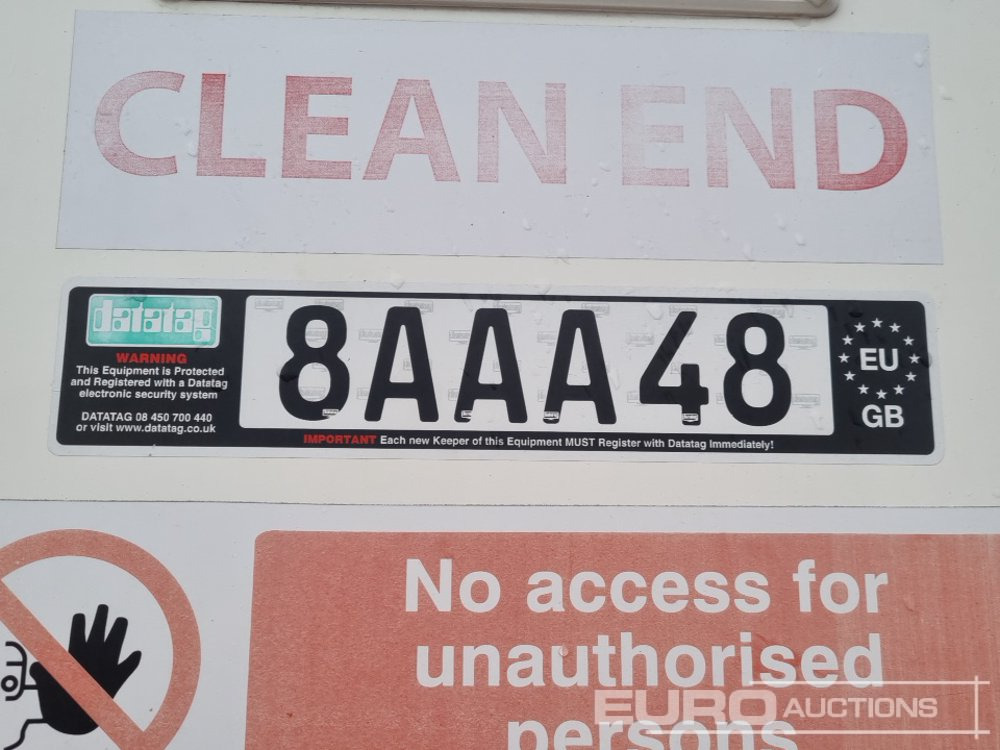 CLEAN END
datatag
WARNING
This Equipment is Protected
and Registered with a Datatag
electronic security system
DATATAG 08 450 700 440
or visit www.datatag.co.uk
8AAA48
EU
GB
IMPORTANT Each new Keeper of this Equipment MUST Register with Datatag Immediately!
No access for
unauthorised
persons
EURO AUCTIONS